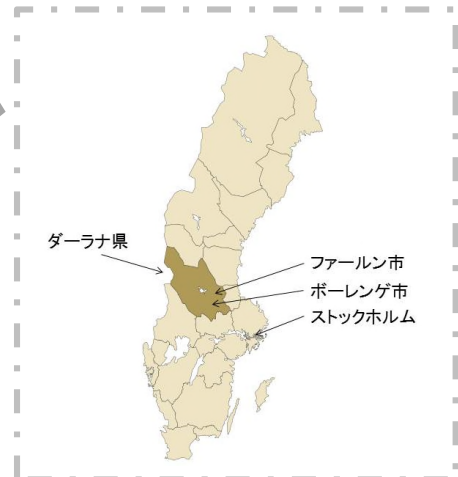 ダーラナ県
ファールン市
ボーレンゲ市
ストックホルム